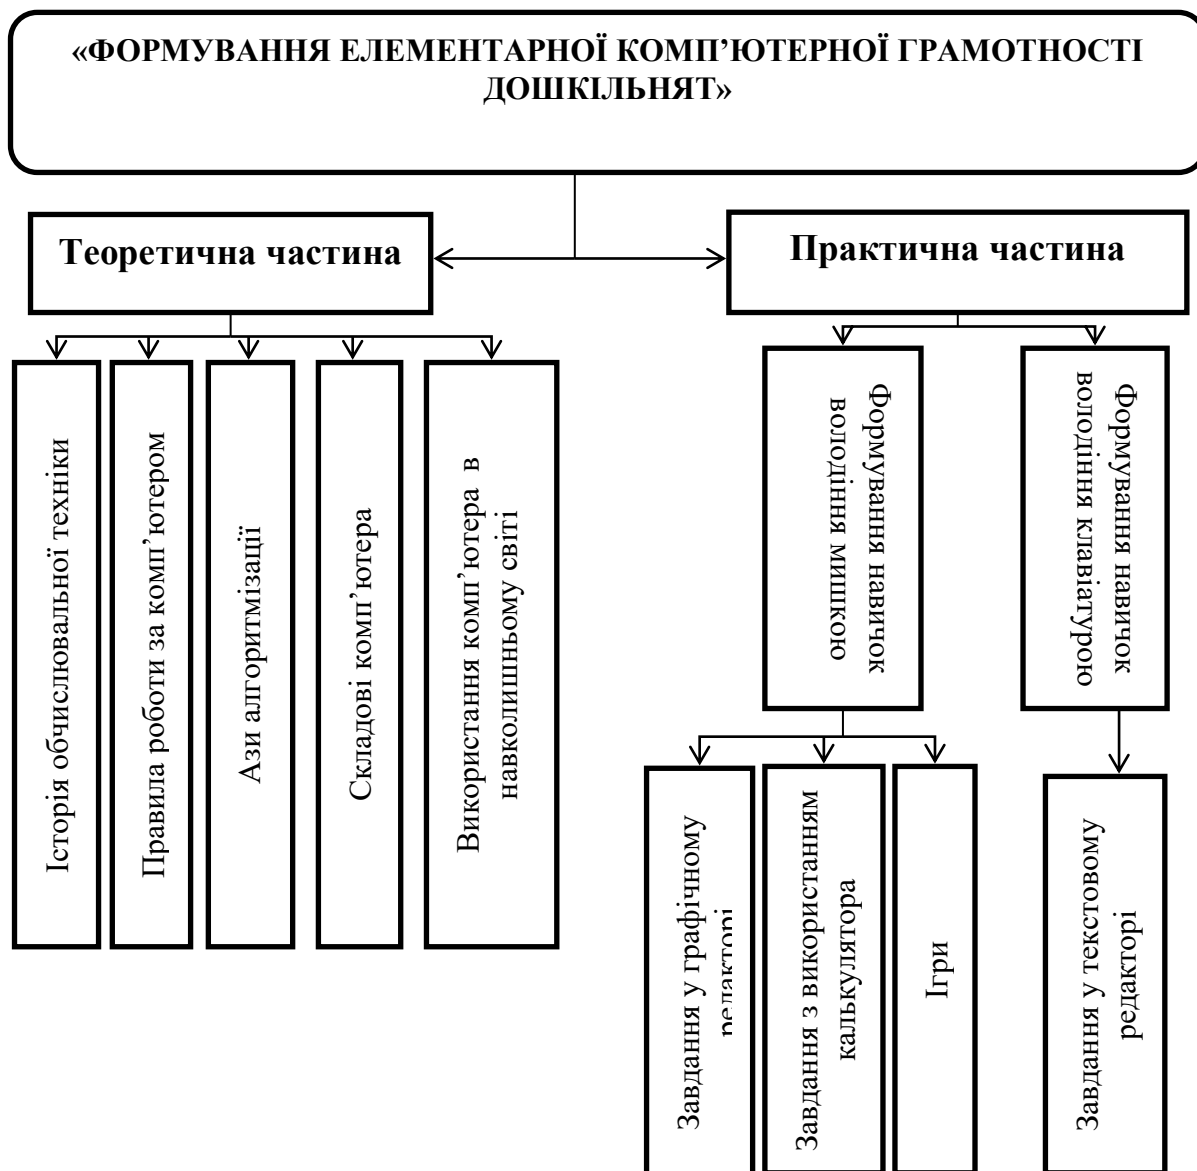 «ФОРМУВАННЯ ЕЛЕМЕНТАРНОЇ КОМП’ЮТЕРНОЇ ГРАМОТНОСТІ
ДОШКІЛЬНЯТ»
Теоретична частина
Практична частина
Історія обчислювальної техніки
Правила роботи за комп’ютером
Ази алгоритмізації
Складові комп’ютера
Використання комп’ютера в
навколишньому світі
Формування навичок
володіння мишкою
Формування навичок
володіння клавіатурою
Завдання у графічному
редакторі
Завдання з використанням
калькулятора
Ігри
Завдання у текстовому
редакторі